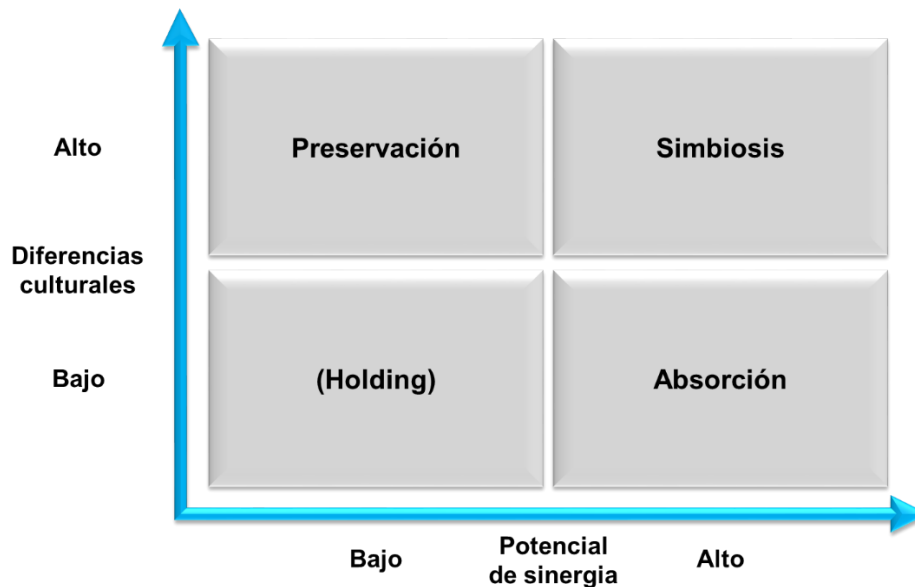 Alto
Preservación
Simbiosis
Diferencias
culturales
Bajo
(Holding)
Absorción
Bajo
Potencial
de sinergia
Alto